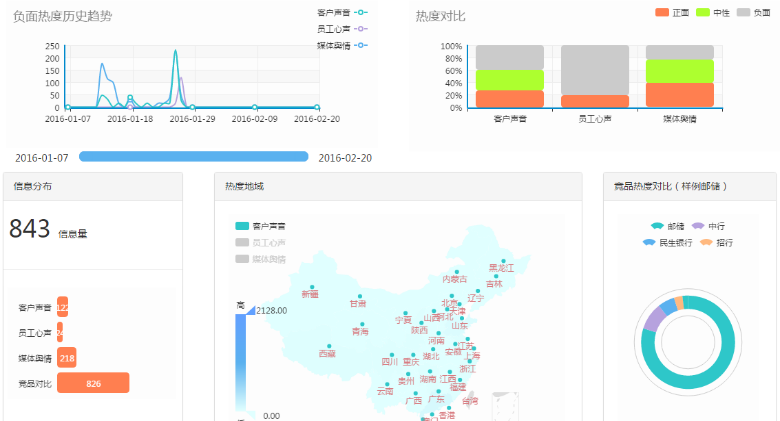 负面热度历史趋势
客户声音
员工心声
媒体舆情
250
200
150
100
50
0
2016-01-07 2016-01-18 2016-01-29 2016-02-09 2016-02-20
2016-01-07 2016-02-20
热度对比
正面 中性 负面
100%
80%
60%
40%
20%
0%
客户声音 员工心声 媒体舆情
信息分布
843 信息量
客户声音 122
员工心声 24
媒体舆情 218
竞品对比 826
热度地域
客户声音
员工心声
媒体舆情
高
2128.00
0.00
黑龙江
内蒙古
吉林
新疆
辽宁
甘肃
北京
天津
宁夏
山西
河北
山东
青海
陕西
河南
江苏
西藏
安徽
上海
四川
重庆
湖北
浙江
贵州
湖南
江西
福建
云南
广西
广东
台湾
香港
竞品热度对比（样例邮储）
邮储 中行
民生银行 招行